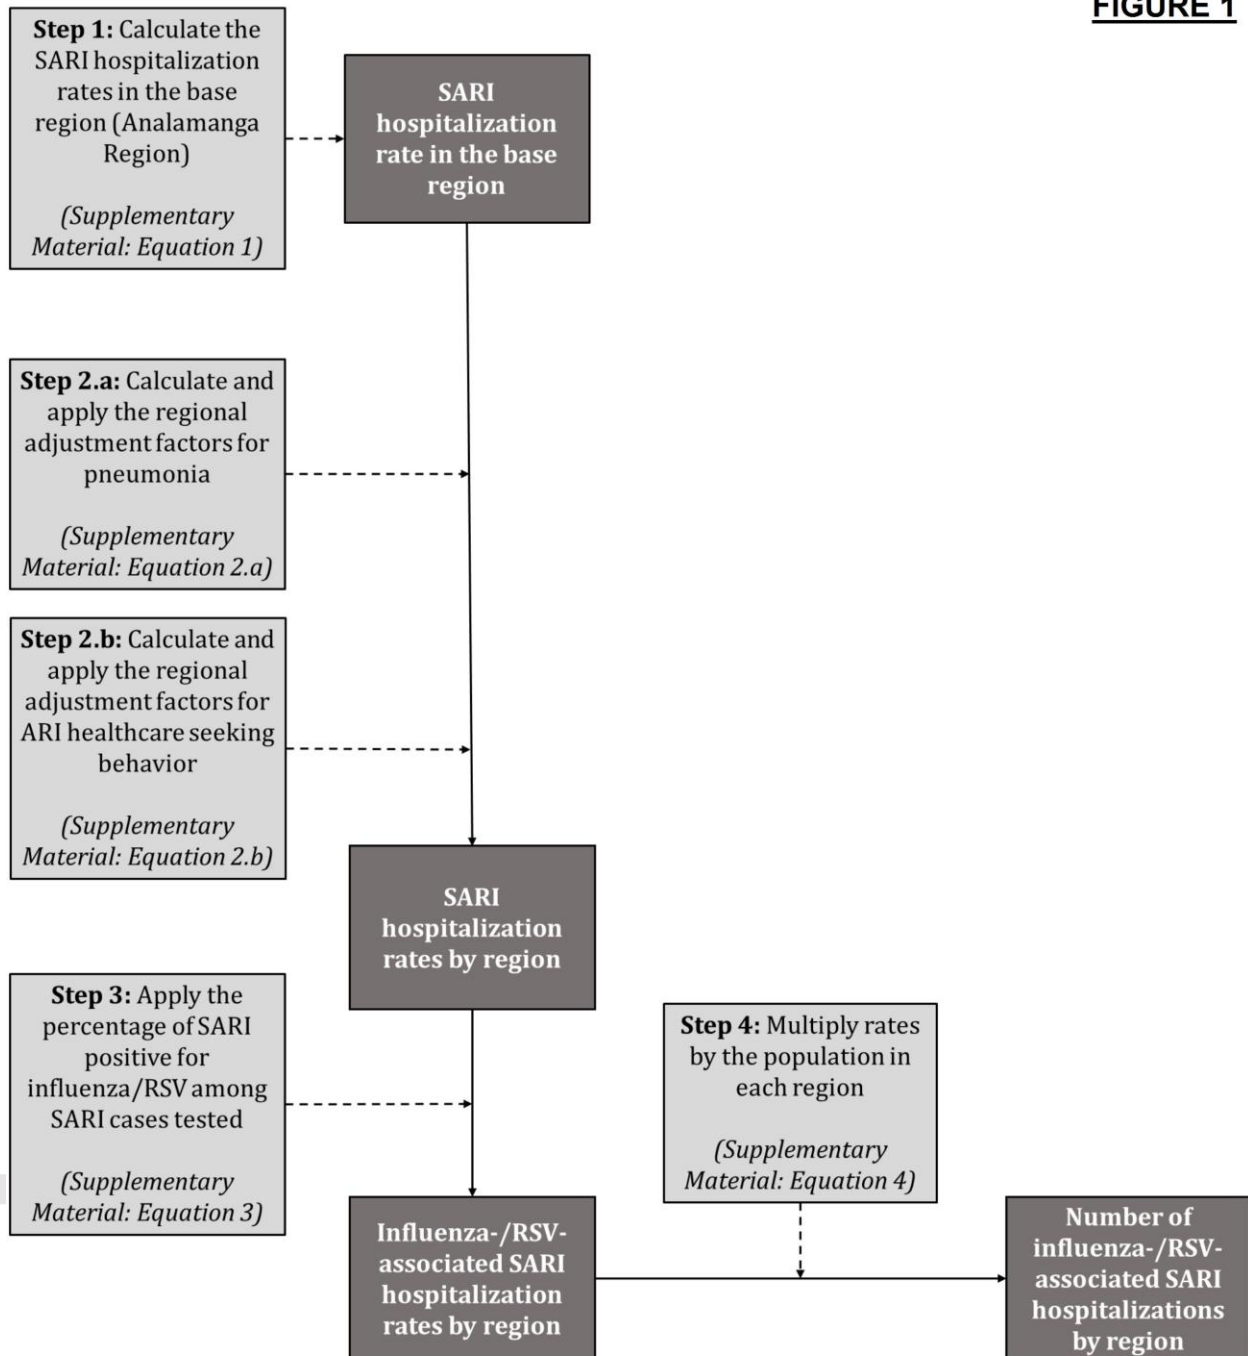 FIGURE 1
Step 1: Calculate the
SARI hospitalization
rates in the base
region (Analamanga
Region)
(Supplementary
Material: Equation 1)
SARI
hospitalization
rate in the base
region
Step 2.a: Calculate and
apply the regional
adjustment factors for
pneumonia
(Supplementary
Material: Equation 2.a)
Step 2.b: Calculate and
apply the regional
adjustment factors for
ARI healthcare seeking
behavior
(Supplementary
Material: Equation 2.b)
SARI
hospitalization
rates by region
Step 3: Apply the
percentage of SARI
positive for
influenza/RSV among
SARI cases tested
(Supplementary
Material: Equation 3)
Step 4: Multiply rates
by the population in
each region
(Supplementary
Material: Equation 4)
Influenza-/RSV-
associated SARI
hospitalization
rates by region
Number of
influenza-/RSV-
associated SARI
hospitalizations
by region